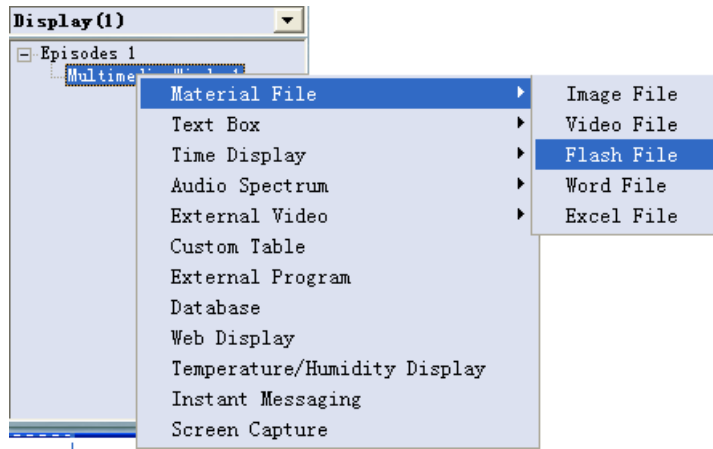 Display(1)
Episodes 1
Material File
Text Box
Time Display
Audio Spectrum
External Video
Custom Table
External Program
Database
Web Display
Temperature/Humidity Display
Instant Messaging
Screen Capture
Image File
Video File
Flash File
Word File
Excel File